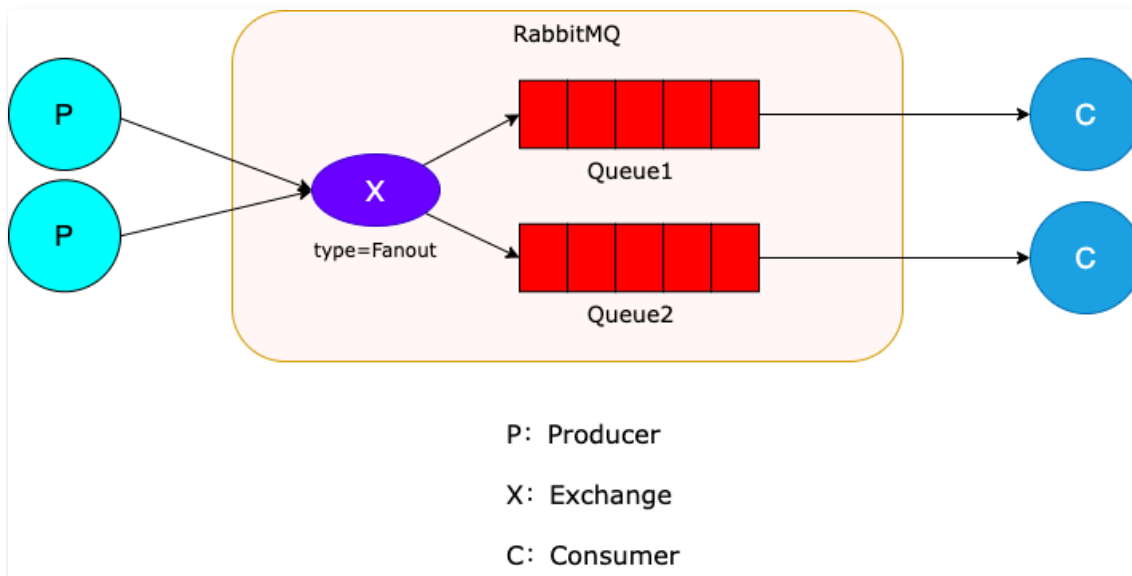 RabbitMQ
P
P
X
type=Fanout
Queue1
Queue2
C
C
P: Producer
X: Exchange
C: Consumer